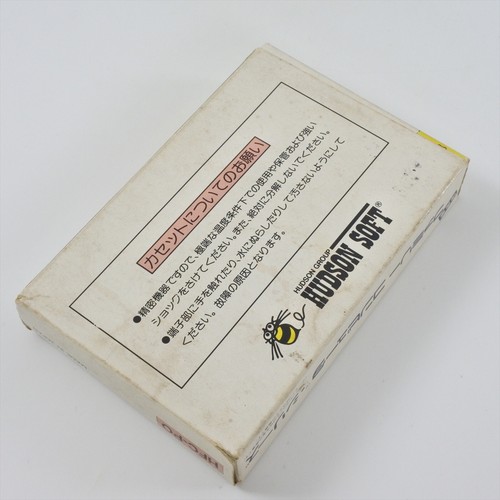 カセットについてのお願い
●精密機器ですので、極端な温度条件下での使用や保管および強い
ショックをさけてください。また、絶対に分解しないでください。
●端子部に手を触れたり、水にぬらしたりして汚さないようにして
ください。故障の原因となります。
HUDSON GROUP
HUDSON SOFT®